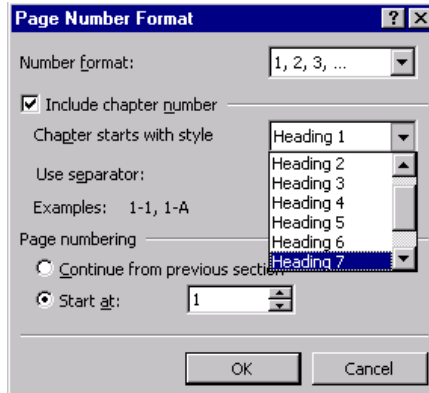 Page Number Format
Number format: 1, 2, 3, ...
Include chapter number
Chapter starts with style Heading 1
Heading 2
Heading 3
Use separator:
Heading 4
Heading 5
Examples: 1-1, 1-A
Heading 6
Page numbering
Heading 7
Continue from previous section
Start at: 1
OK Cancel